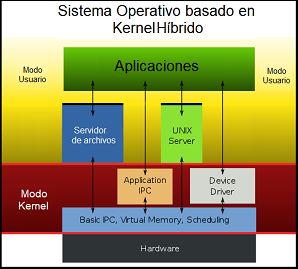 Sistema Operativo basado en
KernelHíbrido
Modo
Usuario
Aplicaciones
Modo
Usuario
Servidor
de archivos
UNIX
Server
Modo
Kernel
Application
IPC
Device
Driver
Basic IPC, Virtual Memory, Scheduling
Hardware